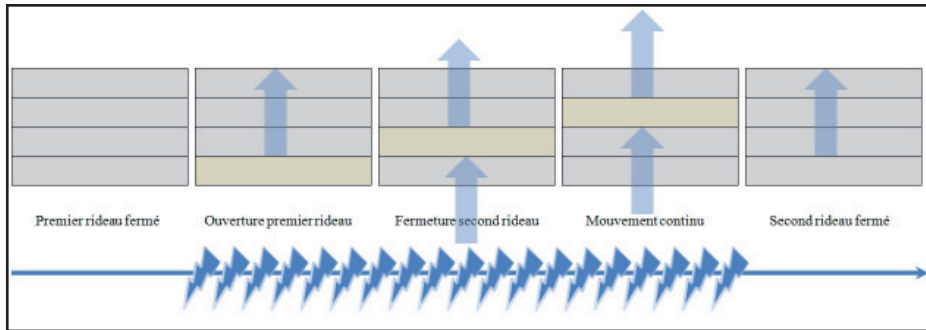 Premier rideau fermé
Ouverture premier rideau
Fermeture second rideau
Mouvement continu
Second rideau fermé